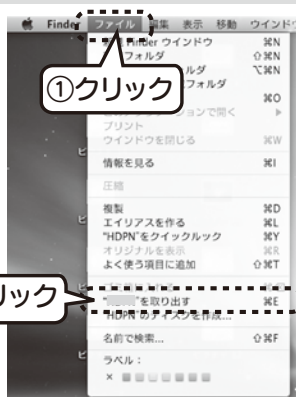 Finder ファイル 編集 表示 移動 ウインドウ
Finder ウインドウ ⌘N
フォルダ ⇧⌘N
ルダ ⌥⌘N
フォルダ
①クリック
⌘O
ションで開く ▶
プリント
ウインドウを閉じる ⌘W
情報を見る ⌘I
圧縮
複製 ⌘D
エイリアスを作る ⌘L
"HDPN"をクイックルック ⌘Y
オリジナルを表示 ⌘R
よく使う項目に追加 ⇧⌘T
リック
"を取り出す ⌘E
"HDPN"のディスクを作成...
名前で検索... ⇧⌘F
ラベル：
×